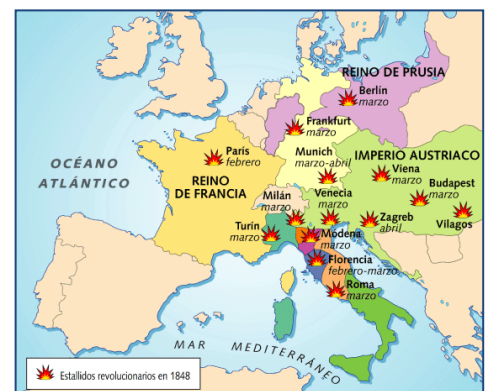 REINO DE PRUSIA
Berlín
marzo
Frankfurt
marzo
París
febrero
Munich
marzo-abril
IMPERIO AUSTRIACO
OCÉANO
ATLÁNTICO
REINO
DE FRANCIA
Viena
marzo
Budapest
marzo
Milán
marzo
Venecia
marzo
Zagreb
abril
Vilagos
Turín
marzo
Modena
marzo
Florencia
febrero-marzo
Roma
marzo
MAR MEDITERRÁNEO
Estallidos revolucionarios en 1848